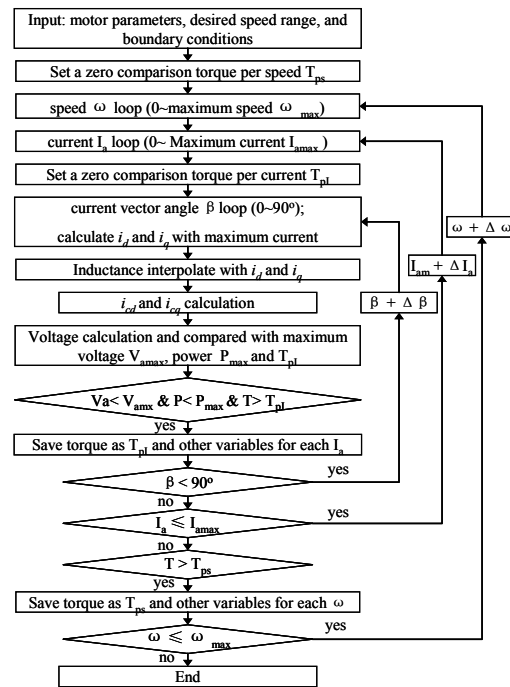 Input: motor parameters, desired speed range, and
boundary conditions
Set a zero comparison torque per speed Tps
speed ω loop (0~maximum speed ω max)
current Ia loop (0~ Maximum current Iamax )
Set a zero comparison torque per current TpI
current vector angle β loop (0~90º);
calculate id and iq with maximum current
ω + Δ ω
Iam + Δ Ia
β + Δ β
Inductance interpolate with id and iq
icd and icq calculation
Voltage calculation and compared with maximum
voltage Vamax, power Pmax and TpI
Va< Vamx & P< Pmax & T> TpI
yes
Save torque as TpI and other variables for each Ia
β < 90º
yes
no
Ia ≤ Iamax
yes
no
T > Tps
yes
Save torque as Tps and other variables for each ω
ω ≤ ω max
yes
no
End